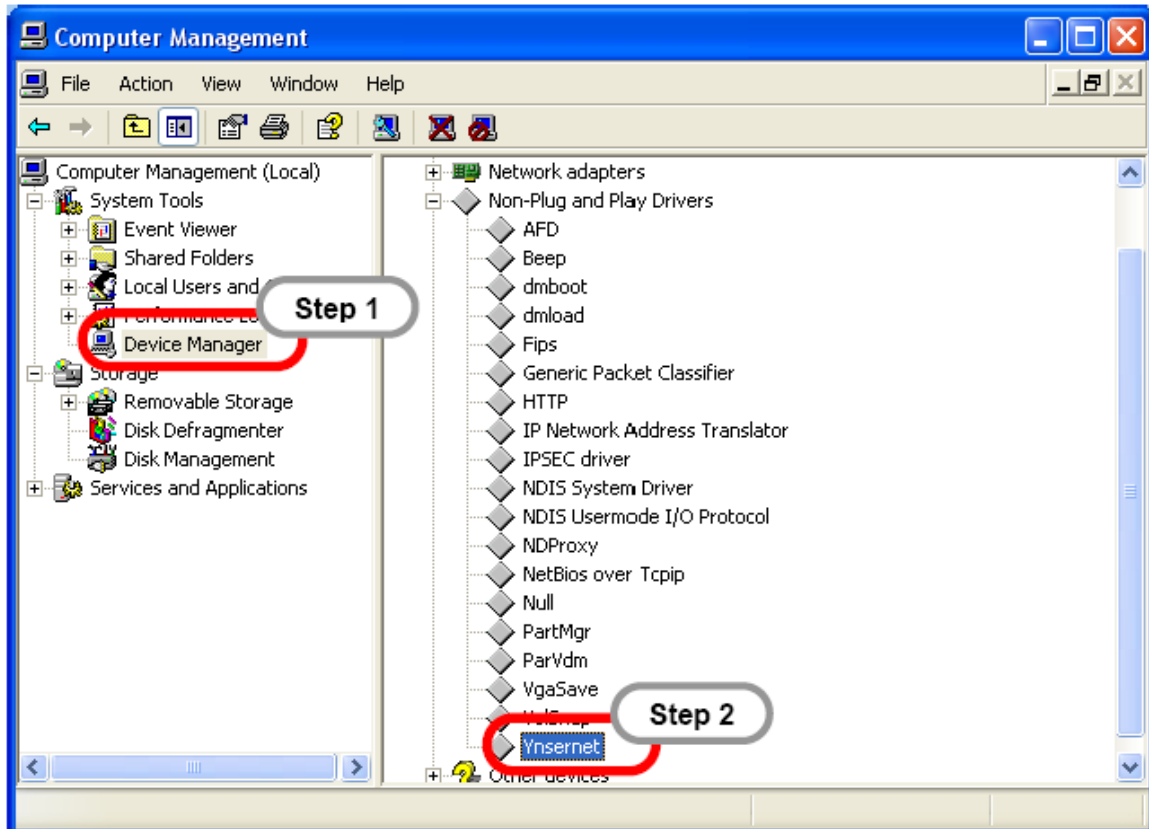 Computer Management
File Action View Window Help
Computer Management (Local)
System Tools
Event Viewer
Shared Folders
Local Users and
Device Manager
Storage
Removable Storage
Disk Defragmenter
Disk Management
Services and Applications
Step 1
Network adapters
Non-Plug and Play Drivers
AFD
Beep
dmboot
dmload
Fips
Generic Packet Classifier
HTTP
IP Network Address Translator
IPSEC driver
NDIS System Driver
NDIS Usermode I/O Protocol
NDProxy
NetBios over Tcpip
Null
PartMgr
ParVdm
VgaSave
Step 2
Ynsernet
Other devices